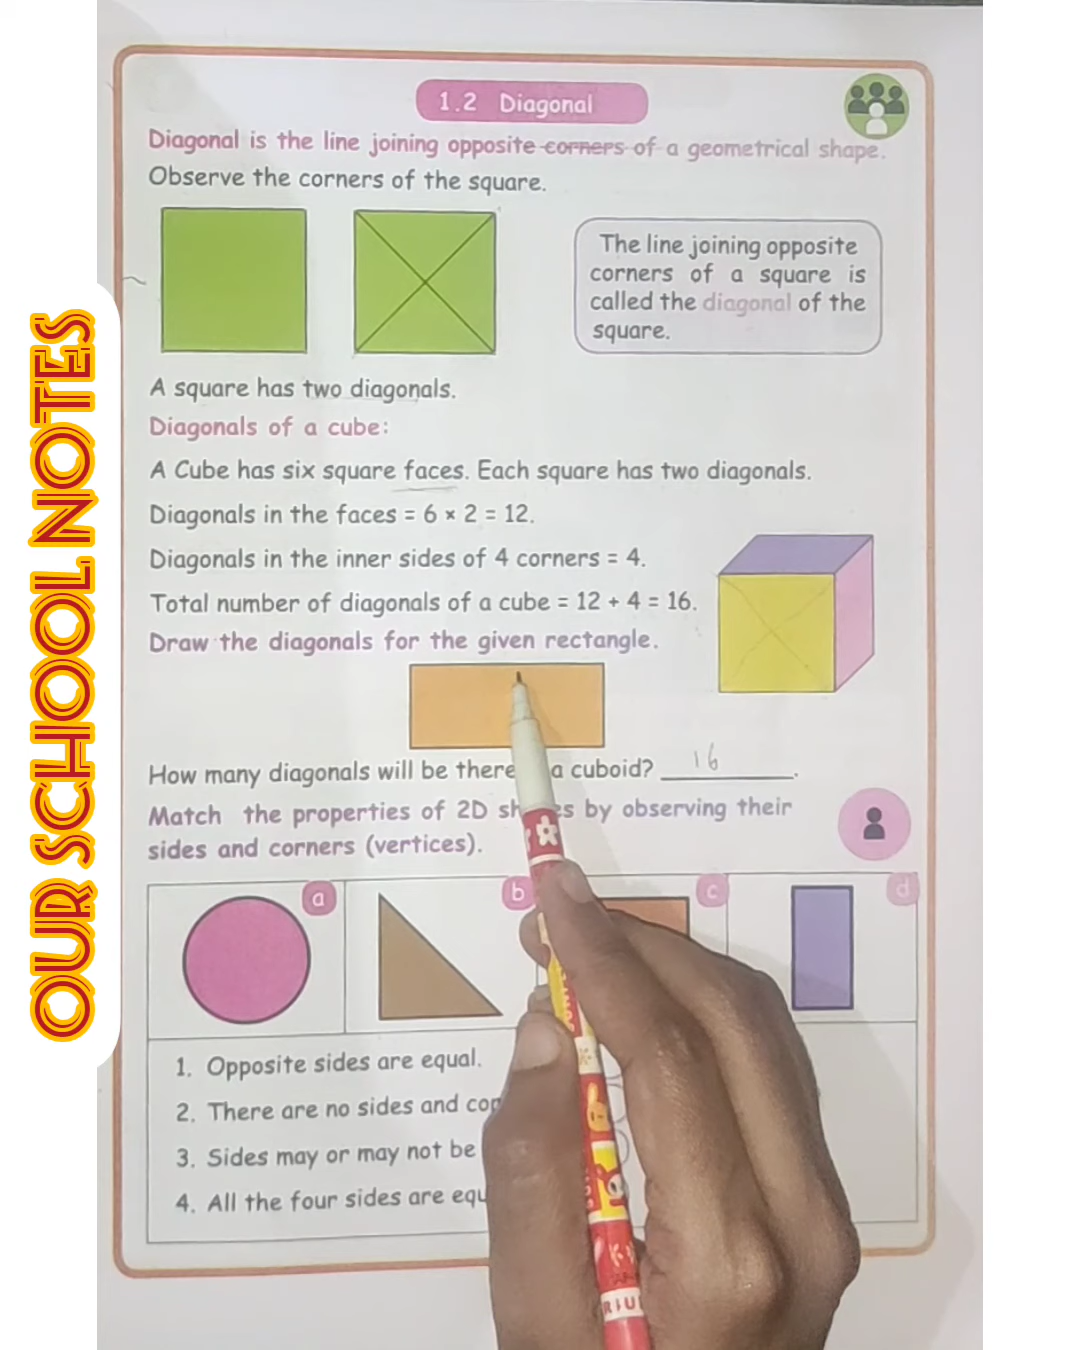 OUR SCHOOL NOTES
1.2 Diagonal
Diagonal is the line joining opposite corners of a geometrical shape.
Observe the corners of the square.
The line joining opposite
corners of a square is
called the diagonal of the
square.
A square has two diagonals.
Diagonals of a cube:
A Cube has six square faces. Each square has two diagonals.
Diagonals in the faces = 6 × 2 = 12.
Diagonals in the inner sides of 4 corners = 4.
Total number of diagonals of a cube = 12 + 4 = 16.
Draw the diagonals for the given rectangle.
How many diagonals will be there a cuboid? 16.
Match the properties of 2D by observing their
sides and corners (vertices).
a
b
c
d
1. Opposite sides are equal.
2. There are no sides and
3. Sides may or may not be
4. All the four sides are